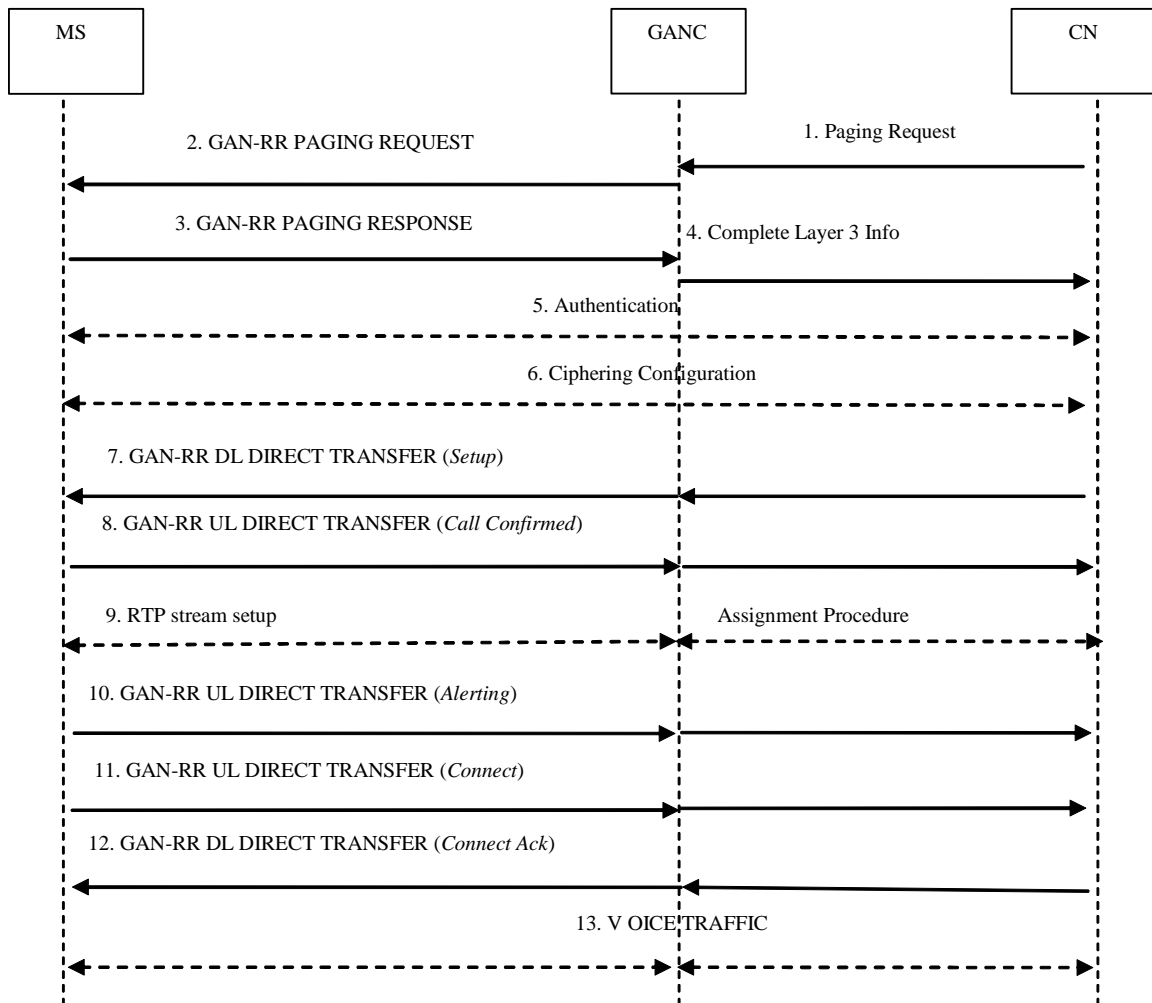 MS
GANC
CN
1. Paging Request
2. GAN-RR PAGING REQUEST
3. GAN-RR PAGING RESPONSE
4. Complete Layer 3 Info
5. Authentication
6. Ciphering Configuration
7. GAN-RR DL DIRECT TRANSFER (Setup)
8. GAN-RR UL DIRECT TRANSFER (Call Confirmed)
9. RTP stream setup
Assignment Procedure
10. GAN-RR UL DIRECT TRANSFER (Alerting)
11. GAN-RR UL DIRECT TRANSFER (Connect)
12. GAN-RR DL DIRECT TRANSFER (Connect Ack)
13. V OICE TRAFFIC